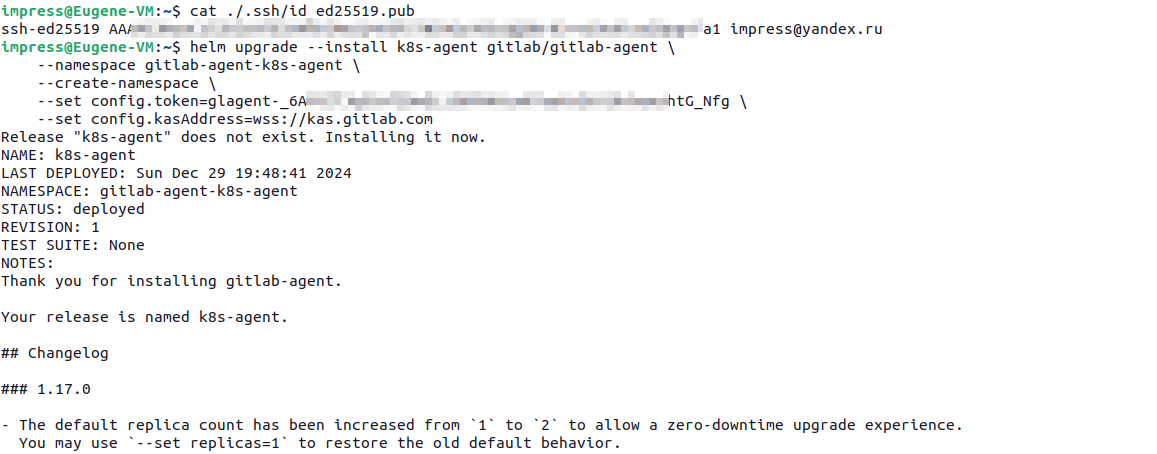 impress@Eugene-VM:~$ cat ./.ssh/id_ed25519.pub
ssh-ed25519 AAA a1 impress@yandex.ru
impress@Eugene-VM:~$ helm upgrade --install k8s-agent gitlab/gitlab-agent \
    --namespace gitlab-agent-k8s-agent \
    --create-namespace \
    --set config.token=glagent-_6A htG_Nfg \
    --set config.kasAddress=wss://kas.gitlab.com
Release "k8s-agent" does not exist. Installing it now.
NAME: k8s-agent
LAST DEPLOYED: Sun Dec 29 19:48:41 2024
NAMESPACE: gitlab-agent-k8s-agent
STATUS: deployed
REVISION: 1
TEST SUITE: None
NOTES:
Thank you for installing gitlab-agent.

Your release is named k8s-agent.

## Changelog

### 1.17.0

- The default replica count has been increased from `1` to `2` to allow a zero-downtime upgrade experience.
  You may use `--set replicas=1` to restore the old default behavior.